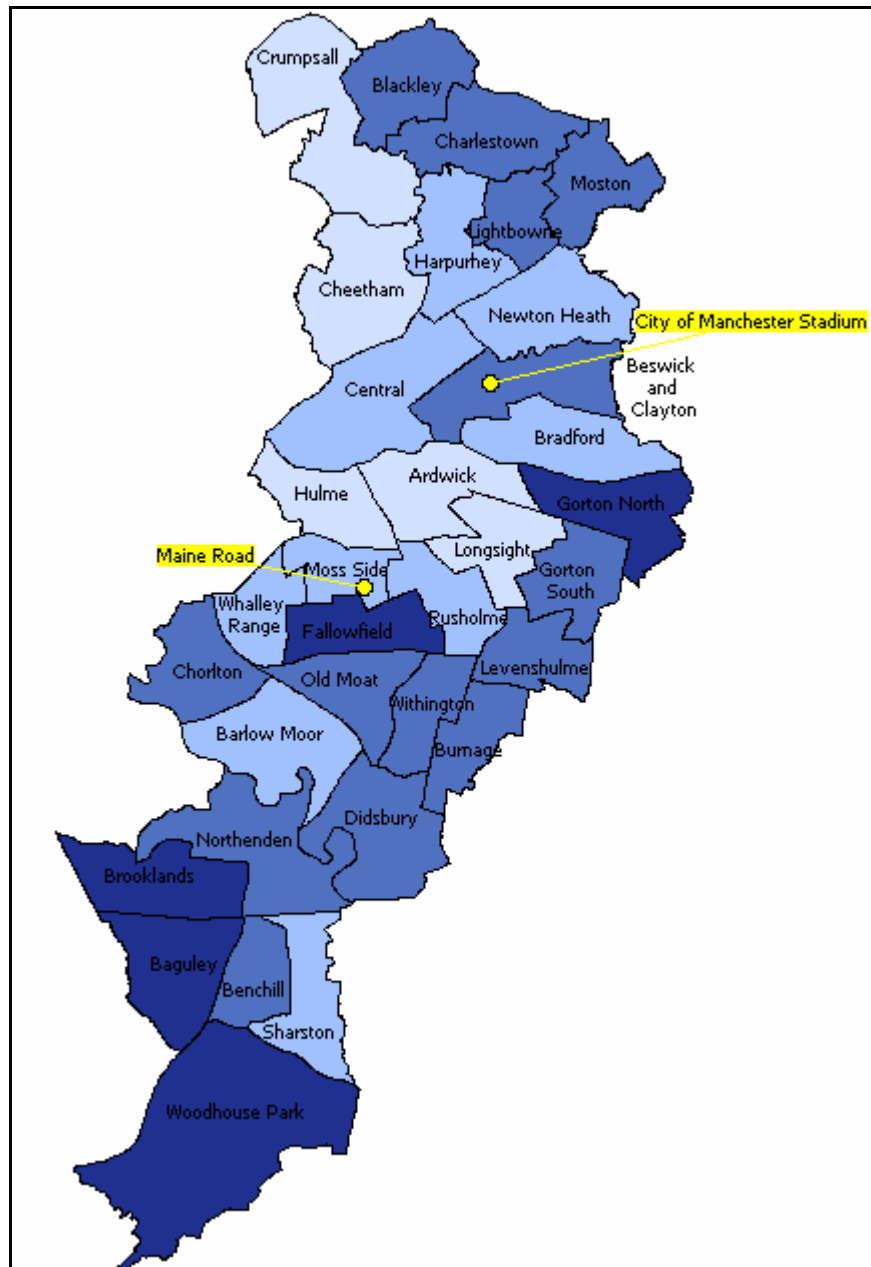 Crumpsall
Blackley
Charlestown
Moston
Lightbowne
Harpurhey
Cheetham
Newton Heath
City of Manchester Stadium
Beswick
and
Clayton
Central
Bradford
Ardwick
Hulme
Gorton North
Longsight
Maine Road
Moss Side
Gorton
South
Whalley
Range
Rusholme
Fallowfield
Levenshulme
Chorlton
Old Moat
Withington
Barlow Moor
Burnage
Didsbury
Northenden
Brooklands
Baguley
Benchill
Sharston
Woodhouse Park